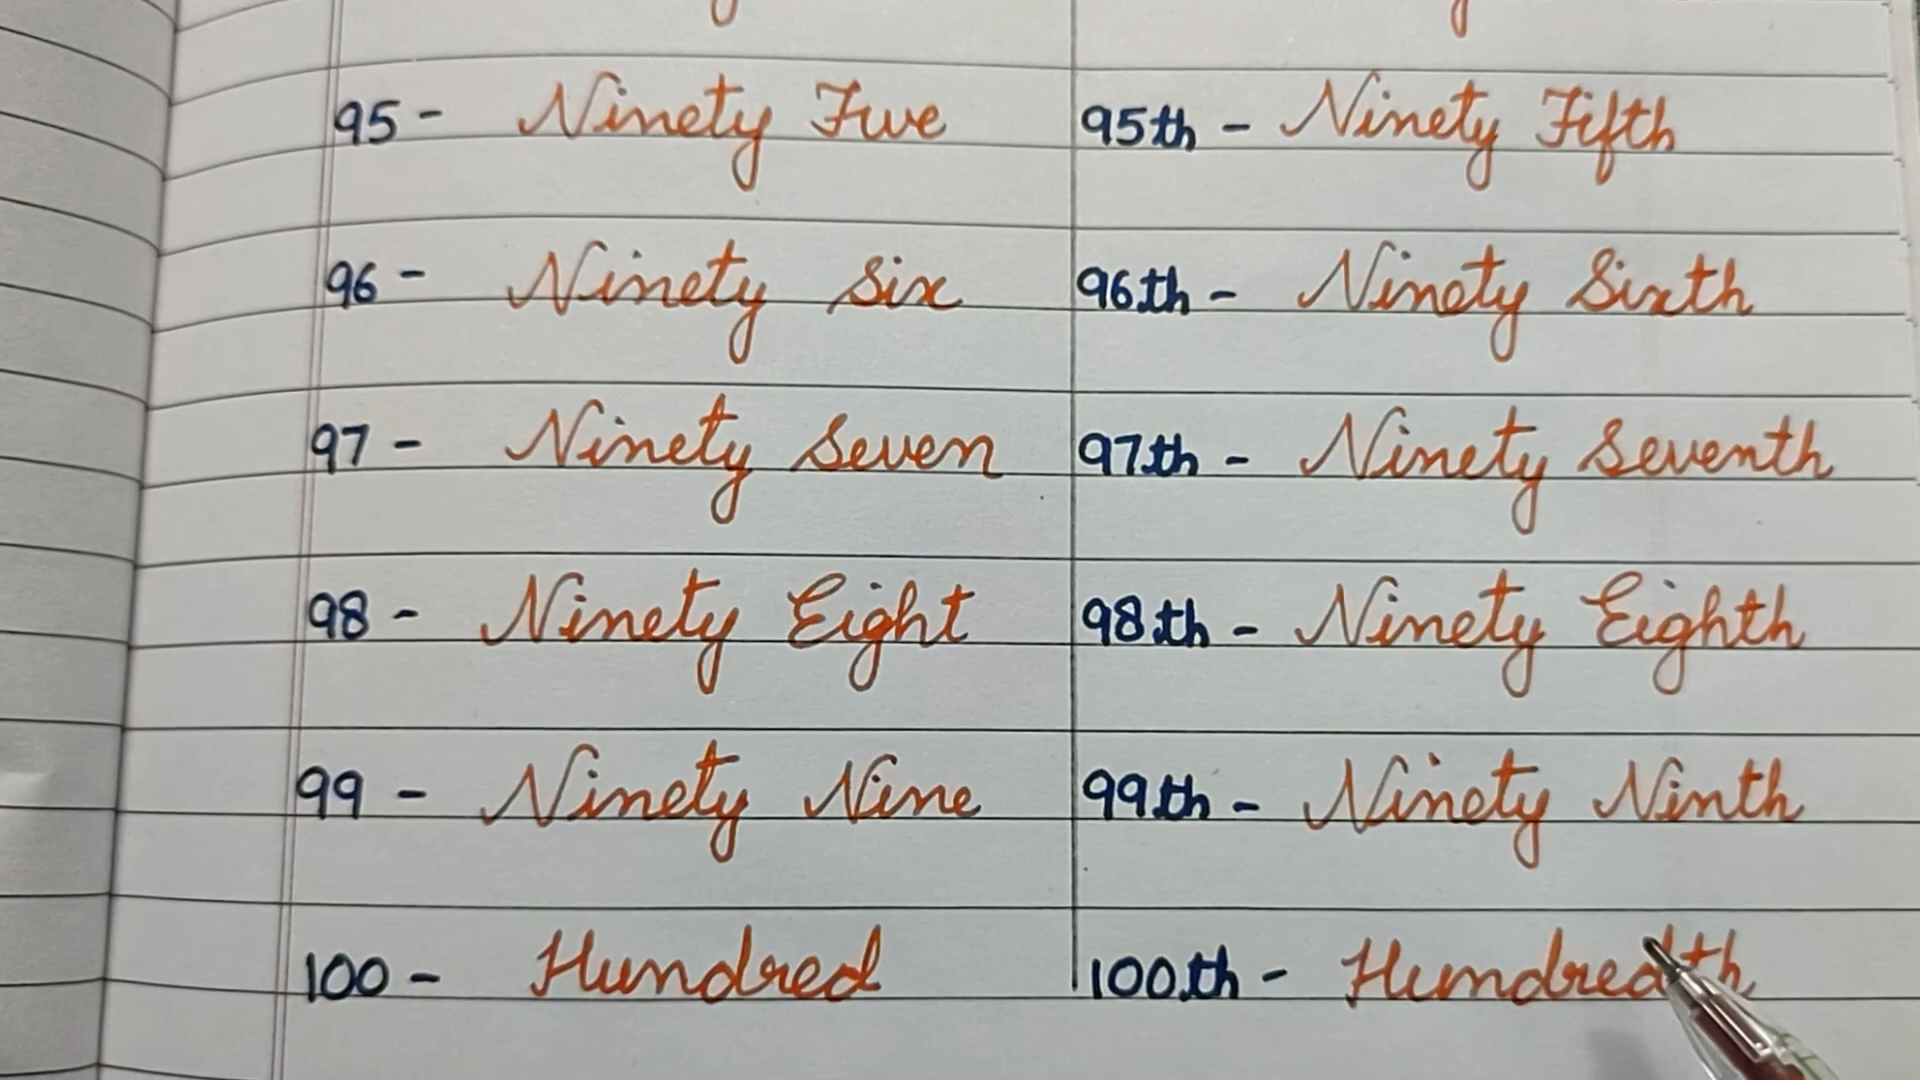 95 - Ninety Five 95th - Ninety Fifth
96 - Ninety Six 96th - Ninety Sixth
97 - Ninety Seven 97th - Ninety Seventh
98 - Ninety Eight 98th - Ninety Eighth
99 - Ninety Nine 99th - Ninety Ninth
100 - Hundred 100th - Hundredth